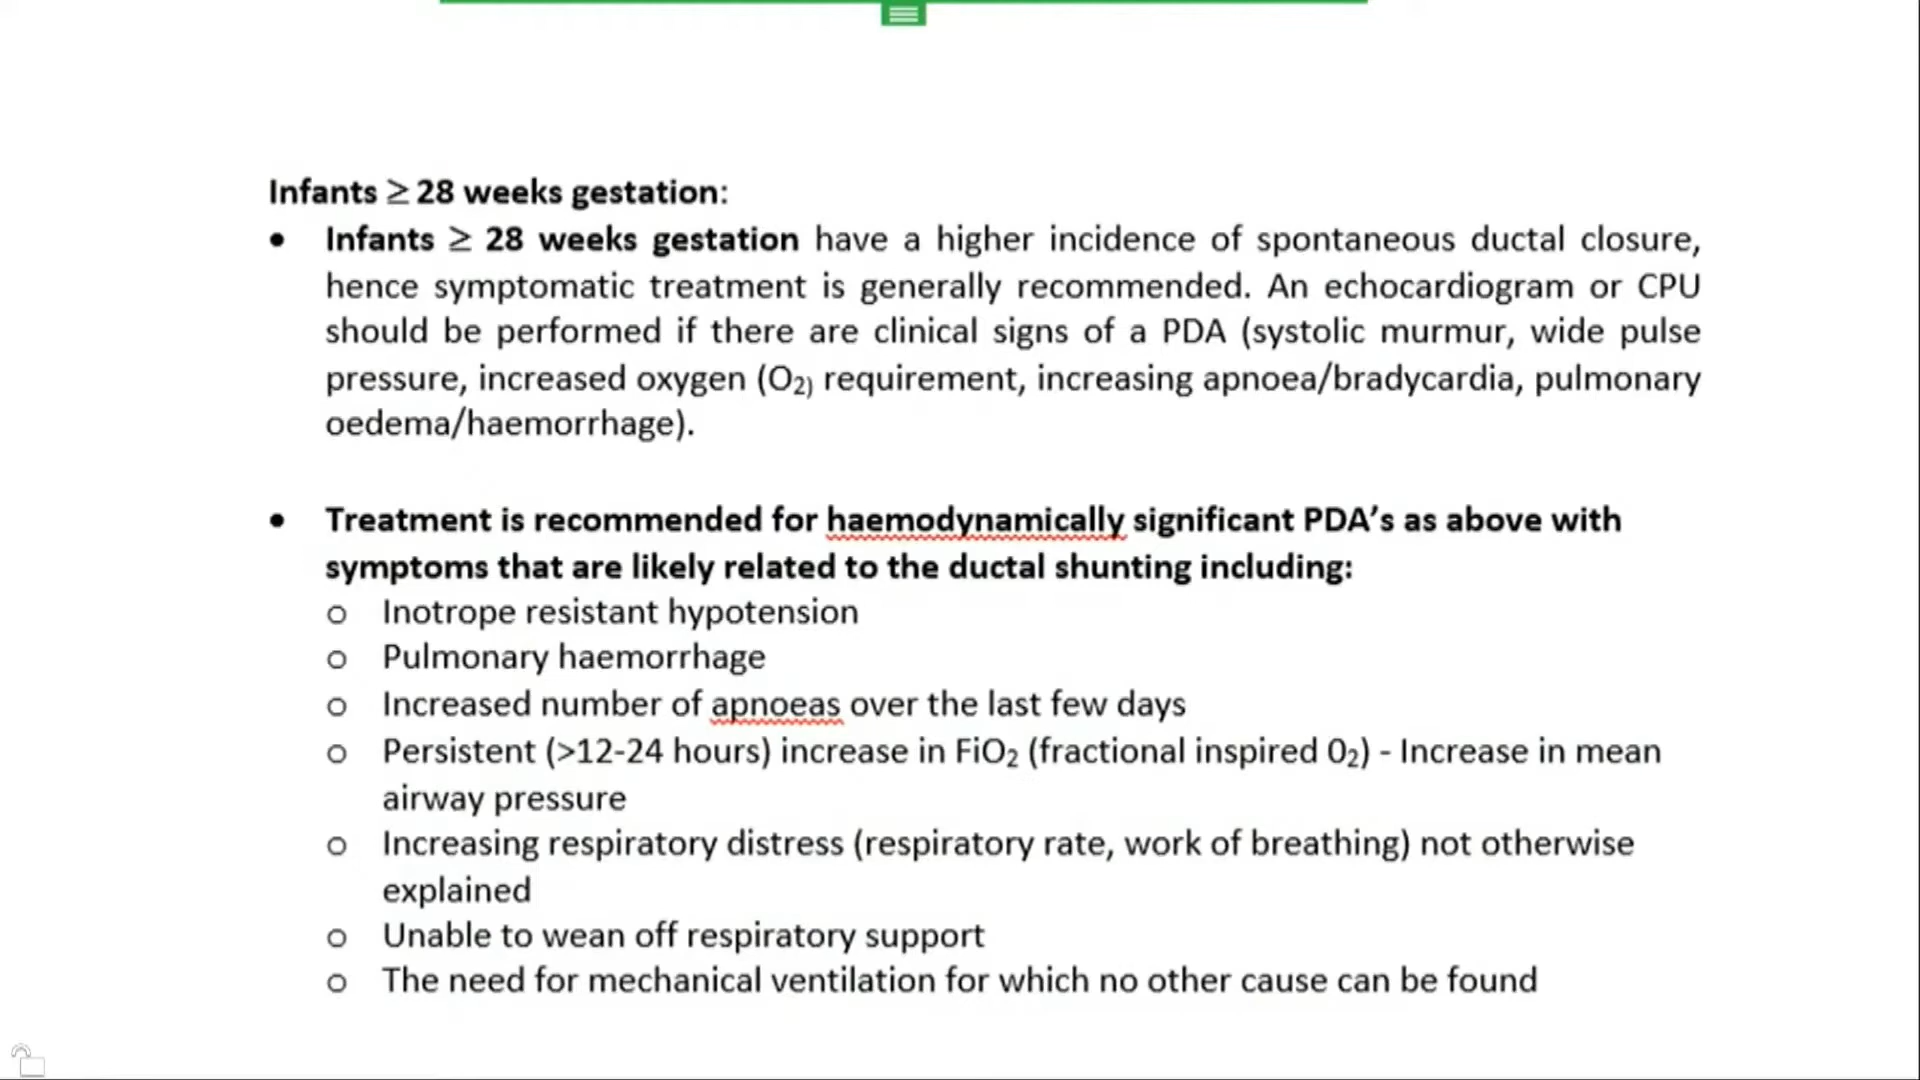 Infants ≥ 28 weeks gestation:
• Infants ≥ 28 weeks gestation have a higher incidence of spontaneous ductal closure,
hence symptomatic treatment is generally recommended. An echocardiogram or CPU
should be performed if there are clinical signs of a PDA (systolic murmur, wide pulse
pressure, increased oxygen (O2) requirement, increasing apnoea/bradycardia, pulmonary
oedema/haemorrhage).
• Treatment is recommended for haemodynamically significant PDA’s as above with
symptoms that are likely related to the ductal shunting including:
o Inotrope resistant hypotension
o Pulmonary haemorrhage
o Increased number of apnoeas over the last few days
o Persistent (>12-24 hours) increase in FiO2 (fractional inspired 02) - Increase in mean
airway pressure
o Increasing respiratory distress (respiratory rate, work of breathing) not otherwise
explained
o Unable to wean off respiratory support
o The need for mechanical ventilation for which no other cause can be found